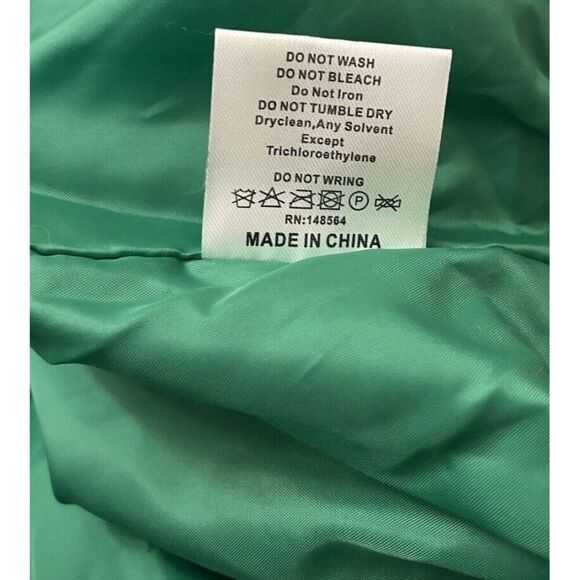 DO NOT WASH
DO NOT BLEACH
Do Not Iron
DO NOT TUMBLE DRY
Dryclean,Any Solvent
Except
Trichloroethylene
DO NOT WRING
P
RN:148564
MADE IN CHINA